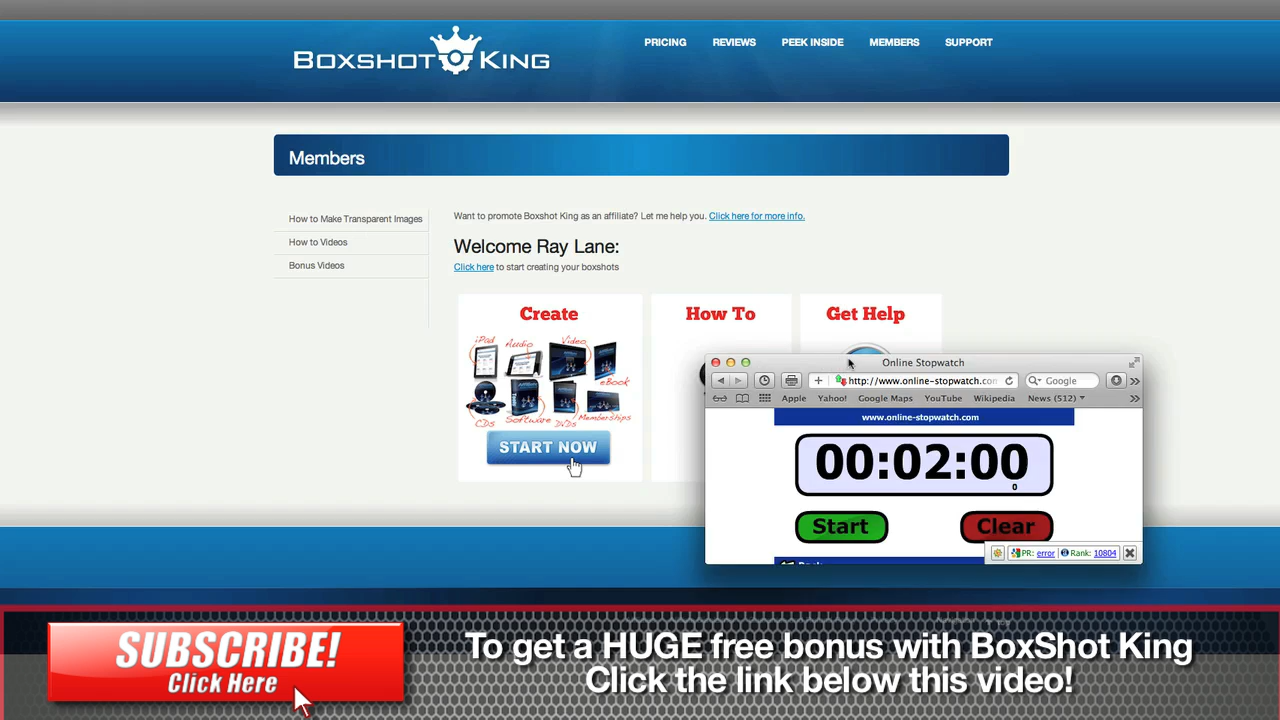 BOXSHOT KING
PRICING REVIEWS PEEK INSIDE MEMBERS SUPPORT
Members
How to Make Transparent Images
How to Videos
Bonus Videos
Want to promote Boxshot King as an affiliate? Let me help you. Click here for more info.
Welcome Ray Lane:
Click here to start creating your boxshots
Create
iPad
Audio
Video
eBook
CDs
Software
DVDs
Memberships
START NOW
How To
Get Help
Online Stopwatch
http://www.online-stopwatch.con
Google
Apple Yahoo! Google Maps YouTube Wikipedia News (512)
www.online-stopwatch.com
00:02:00
0
Start
Clear
PR: error Rank: 10804
SUBSCRIBE!
Click Here
To get a HUGE free bonus with BoxShot King
Click the link below this video!